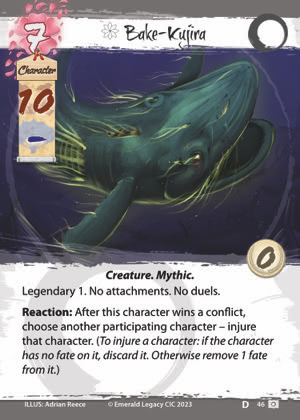 7
Bake-Kujira
Character
10
0
Creature. Mythic.
Legendary 1. No attachments. No duels.
Reaction: After this character wins a conflict,
choose another participating character – injure
that character. (To injure a character: if the character
has no fate on it, discard it. Otherwise remove 1 fate
from it.)
ILLUS: Adrian Reece © Emerald Legacy CIC 2023 D 46